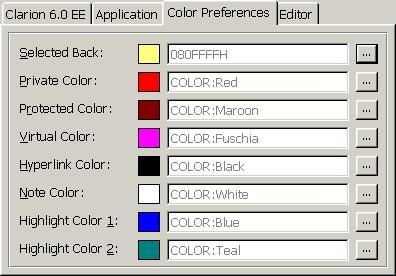 Clarion 6.0 EE Application Color Preferences Editor
Selected Back: 080FFFFH ...
Private Color: COLOR:Red ...
Protected Color: COLOR:Maroon ...
Virtual Color: COLOR:Fuschia ...
Hyperlink Color: COLOR:Black ...
Note Color: COLOR:White ...
Highlight Color 1: COLOR:Blue ...
Highlight Color 2: COLOR:Teal ...